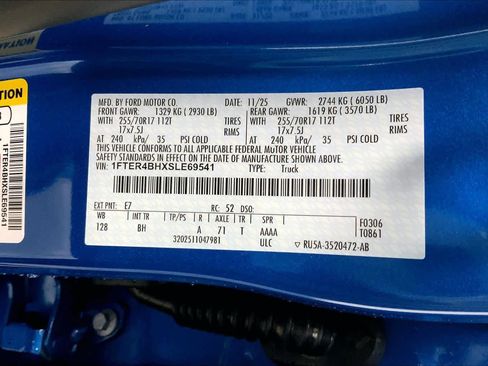 MFD. BY FORD MOTOR CO. 11/25 GVWR: 2744 KG ( 6050 LB)
FRONT GAWR: 1329 KG ( 2930 LB) REAR GAWR: 1619 KG ( 3570 LB)
WITH WITH
255/70R17 112T TIRES 255/70R17 112T TIRES
17x7.5J RIMS 17x7.5J RIMS
AT 240 kPa/ 35 PSI COLD AT 240 kPa/ 35 PSI COLD
THIS VEHICLE CONFORMS TO ALL APPLICABLE FEDERAL MOTOR VEHICLE
SAFETY STANDARDS IN EFFECT ON THE DATE OF MANUFACTURE SHOWN ABOVE.
VIN: 1FTER4BHXSLE69541 TYPE: Truck
EXT PNT: E7 RC: 52 DSO:
WB INT TR TP/PS R AXLE TR SPR F0306
128 BH A 71 T AAAA T0861
3202511047981 ULC RU5A-3520472-AB
1FTER4BHXSLE69541